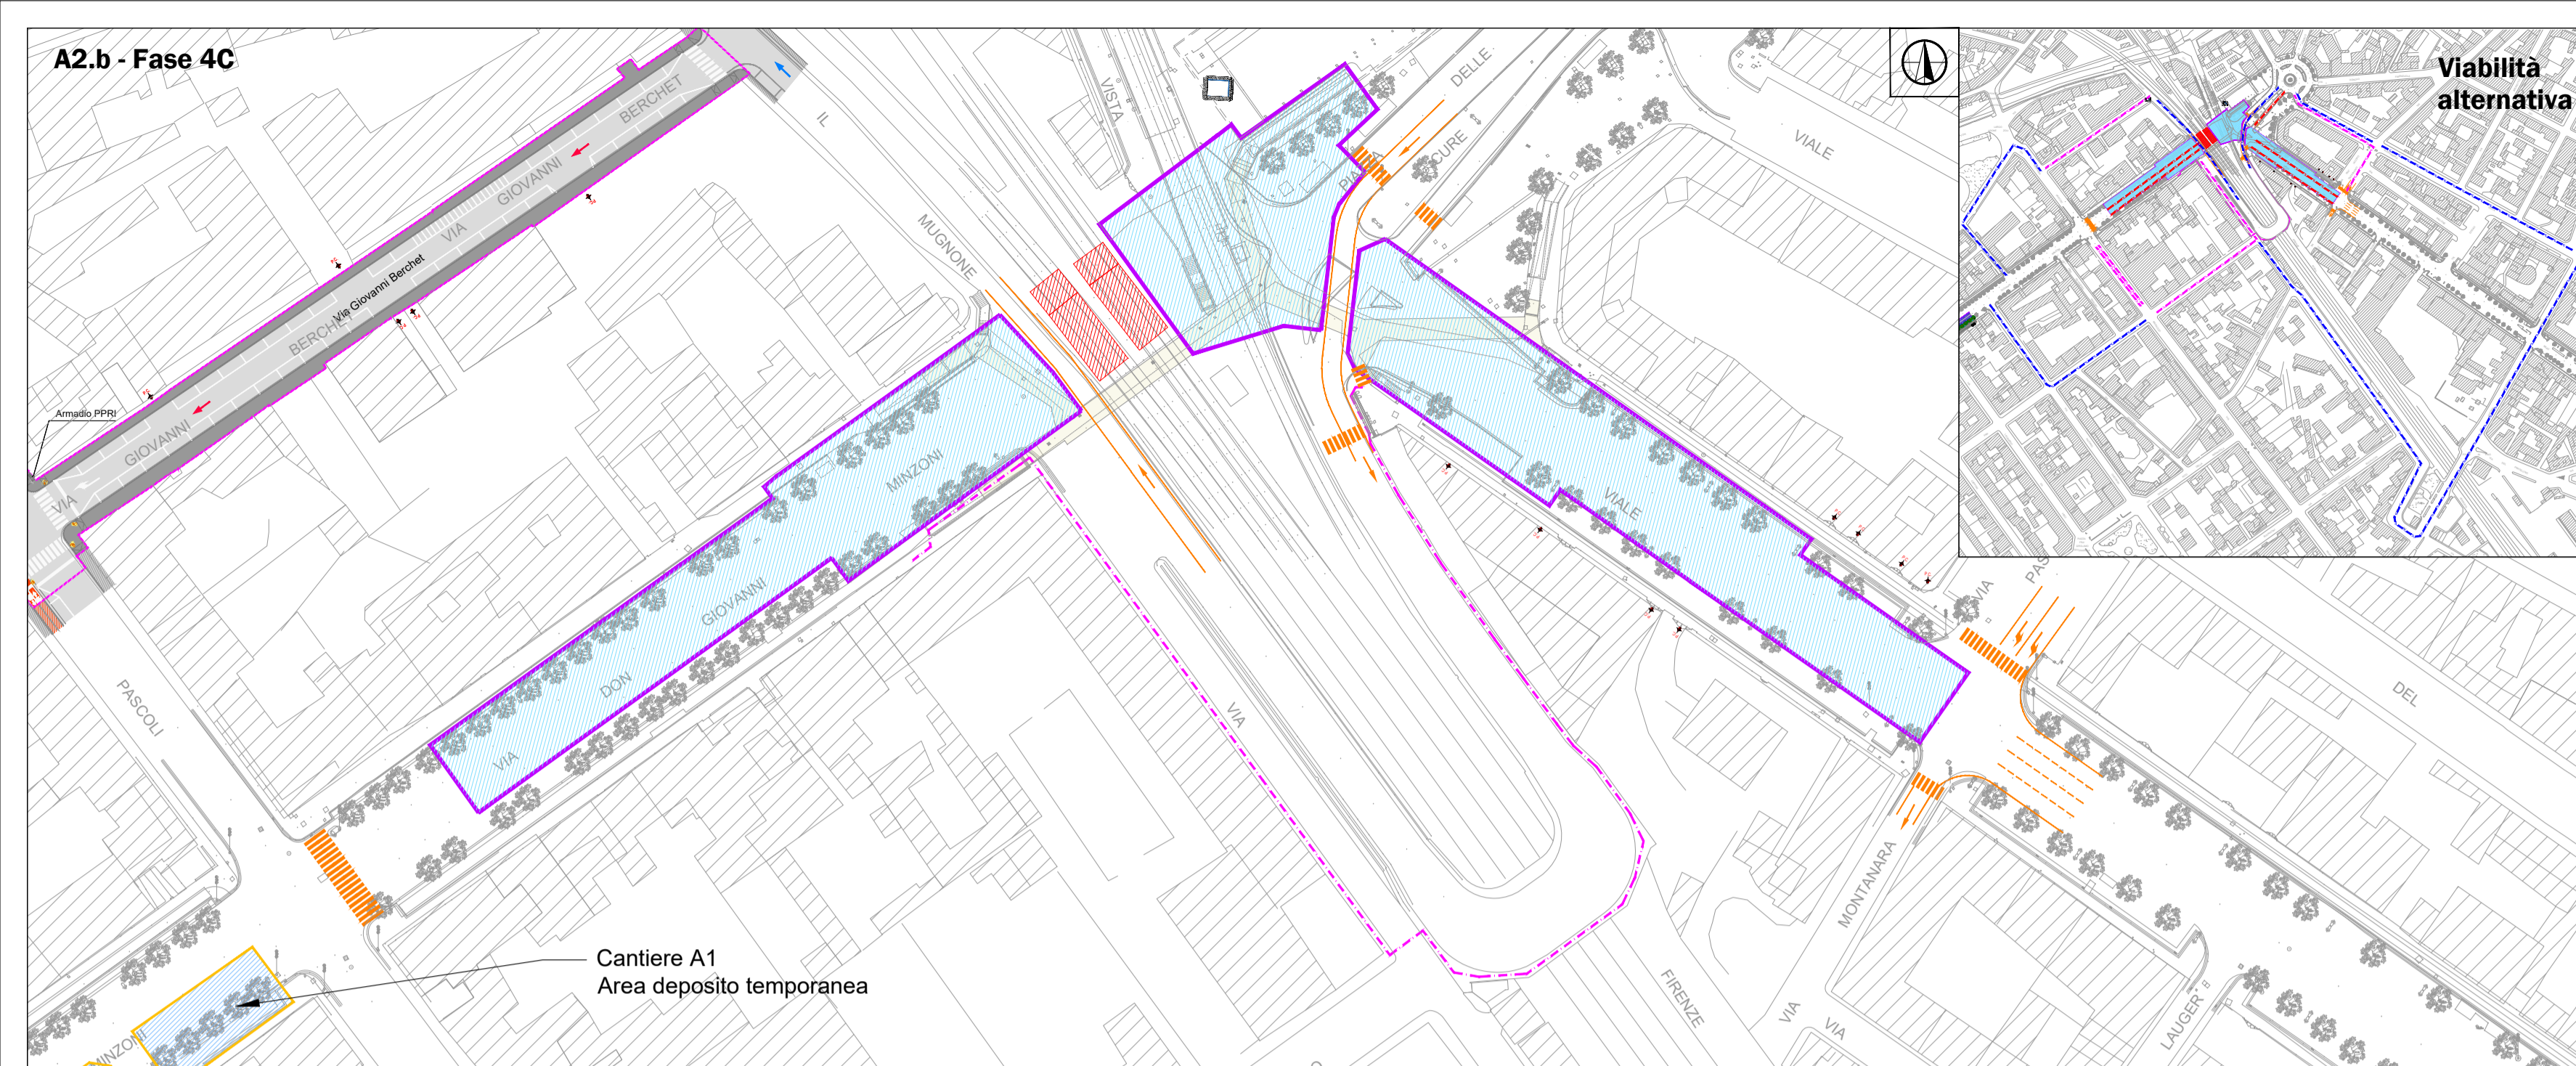 A2.b - Fase 4C
Viabilità
alternativa
VIA GIOVANNI BERCHET
Via Giovanni Berchet
VIA GIOVANNI BERCHET
Armadio PPRI
IL
MUGNONE
VISTA
DELLE
CURE
VIALE
PASCOLI
VIA DON GIOVANNI MINZONI
VIALE
VIA
VIA
DEL
MONTANARA
VIA
VIA
FIRENZE
LAUGER
Cantiere A1
Area deposito temporanea
MINZONI